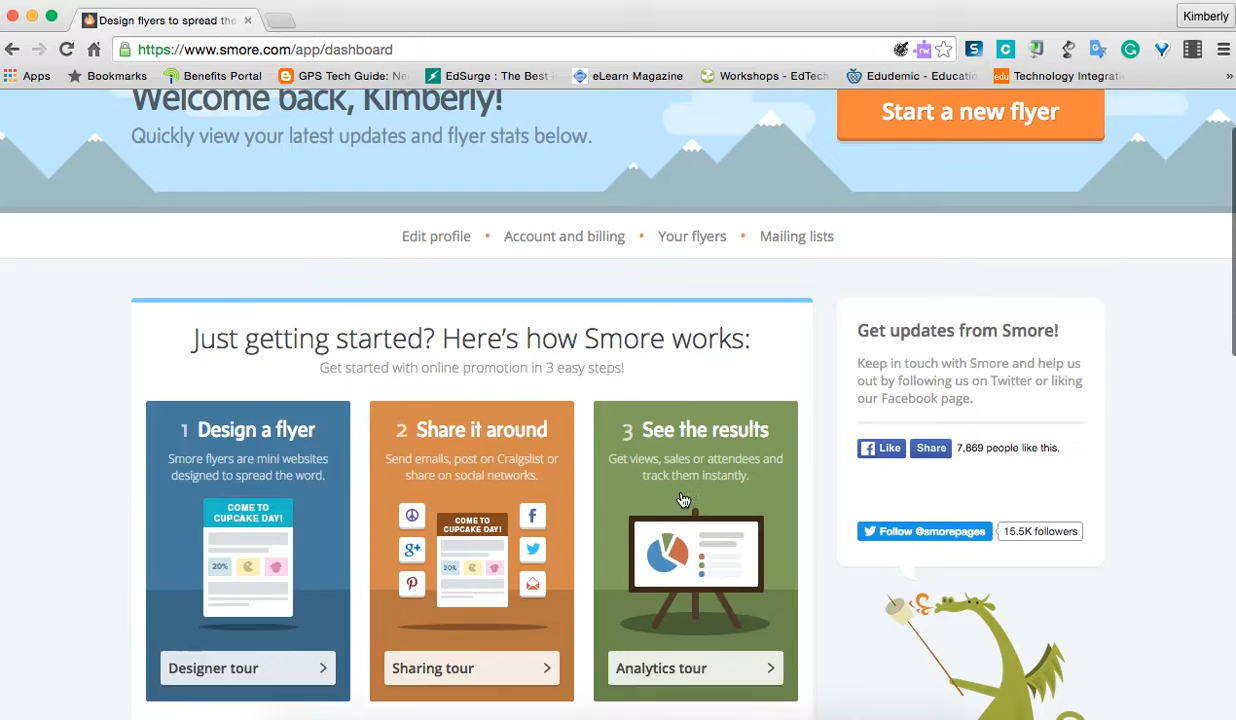 Design flyers to spread the
Kimberly
https://www.smore.com/app/dashboard
Apps
Bookmarks
Benefits Portal
GPS Tech Guide: Ne
EdSurge : The Best i
eLearn Magazine
Workshops - EdTech
Edudemic - Educatio
edu
Technology Integrati
»
Welcome back, Kimberly!
Quickly view your latest updates and flyer stats below.
Start a new flyer
Edit profile • Account and billing • Your flyers • Mailing lists
Just getting started? Here's how Smore works:
Get started with online promotion in 3 easy steps!
1 Design a flyer
Smore flyers are mini websites
designed to spread the word.
COME TO
CUPCAKE DAY!
20%
Designer tour
2 Share it around
Send emails, post on Craigslist or
share on social networks.
COME TO
CUPCAKE DAY!
20%
Sharing tour
3 See the results
Get views, sales or attendees and
track them instantly.
Analytics tour
Get updates from Smore!
Keep in touch with Smore and help us
out by following us on Twitter or liking
our Facebook page.
Like Share 7,869 people like this.
Follow @smorepages 15.5K followers